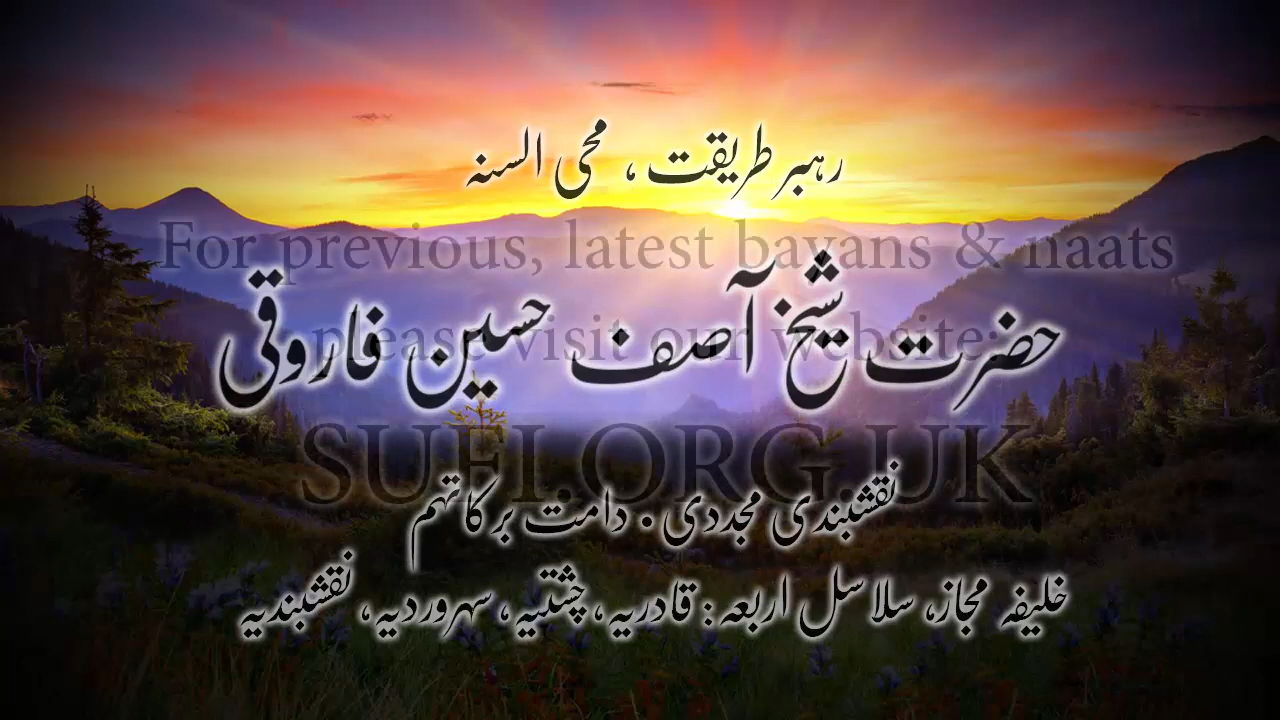 رہبر طریقت ، محی السنہ
For previous, latest bayans & naats
حضرت شیخ آصف حسین فاروقی
please visit our website:
SUFI.ORG.UK
نقشبندی مجددی . دامت برکاتہم
خلیفہ مجاز، سلاسل اربعہ : قادریہ، چشتیہ، سہروردیہ، نقشبندیہ